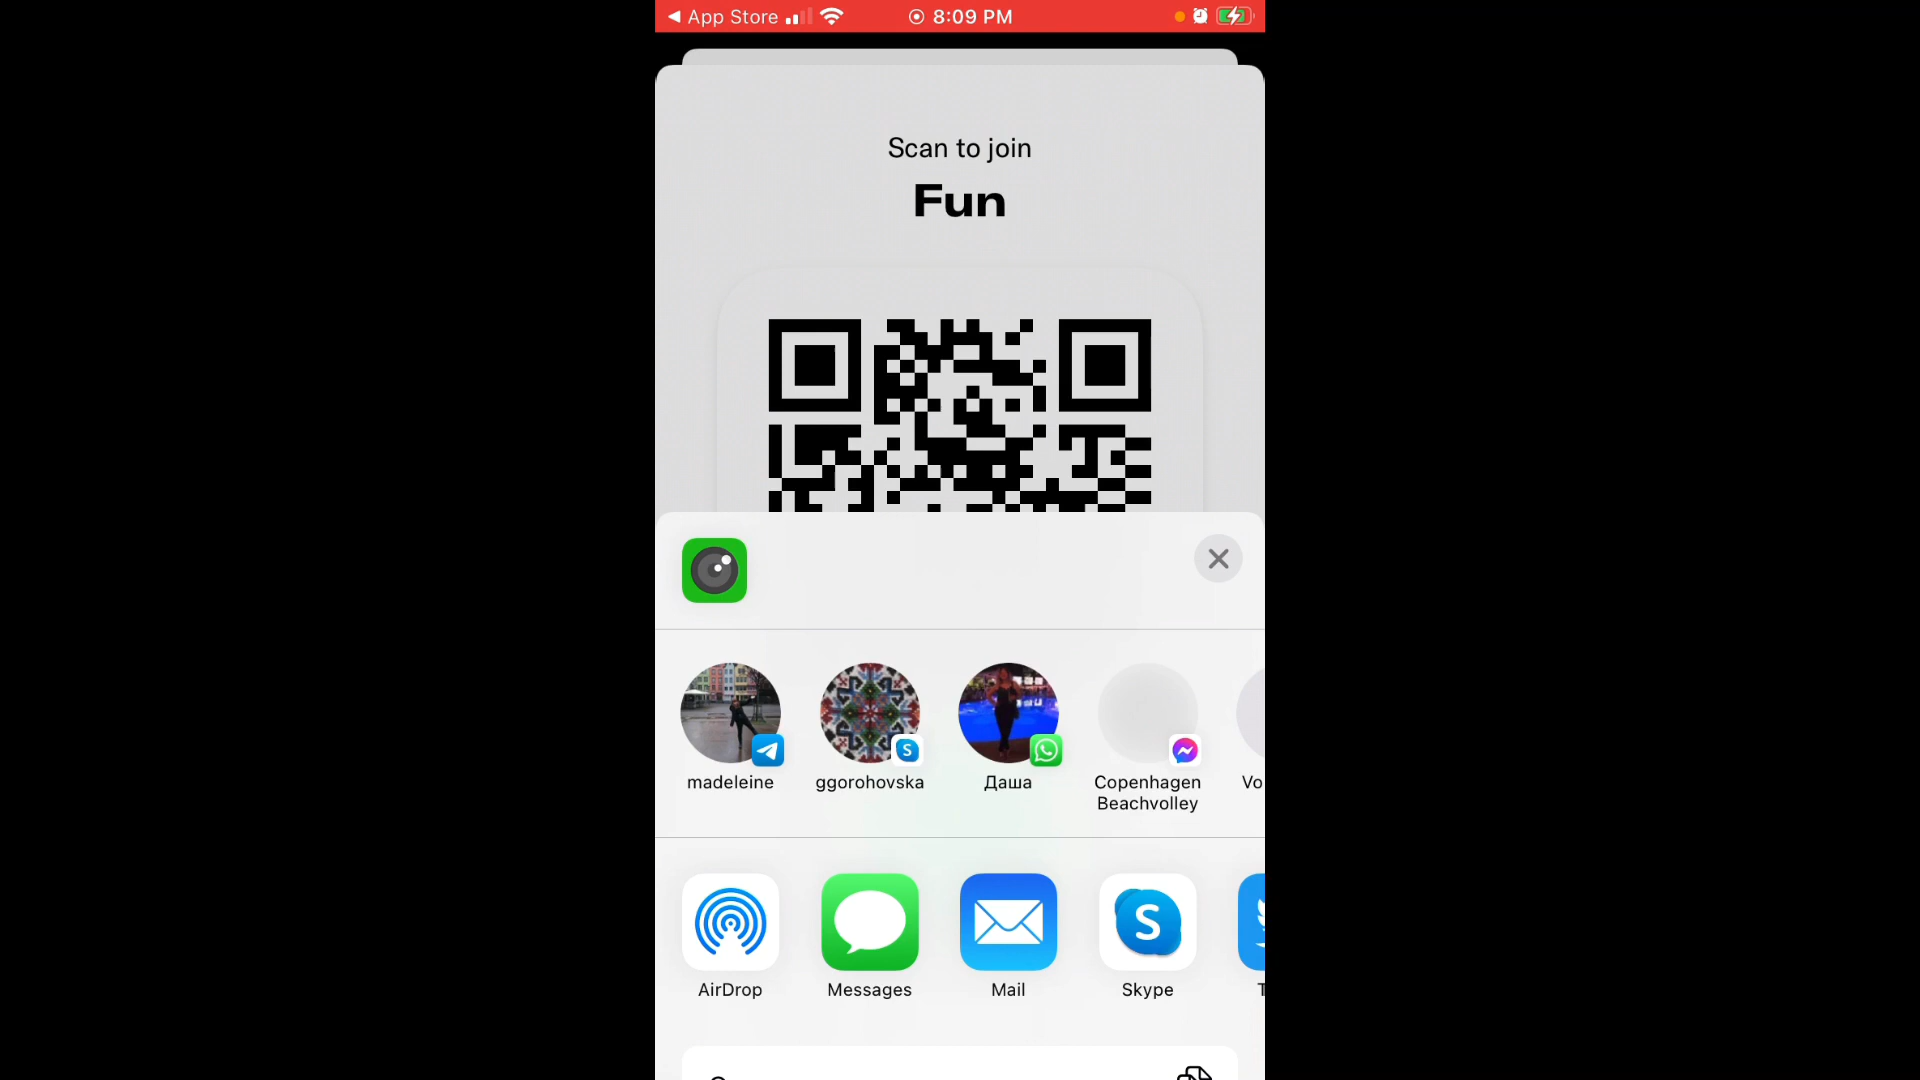 App Store
8:09 PM
Scan to join
Fun
madeleine
ggorohovska
Даша
Copenhagen
Beachvolley
Vo
AirDrop
Messages
Mail
Skype